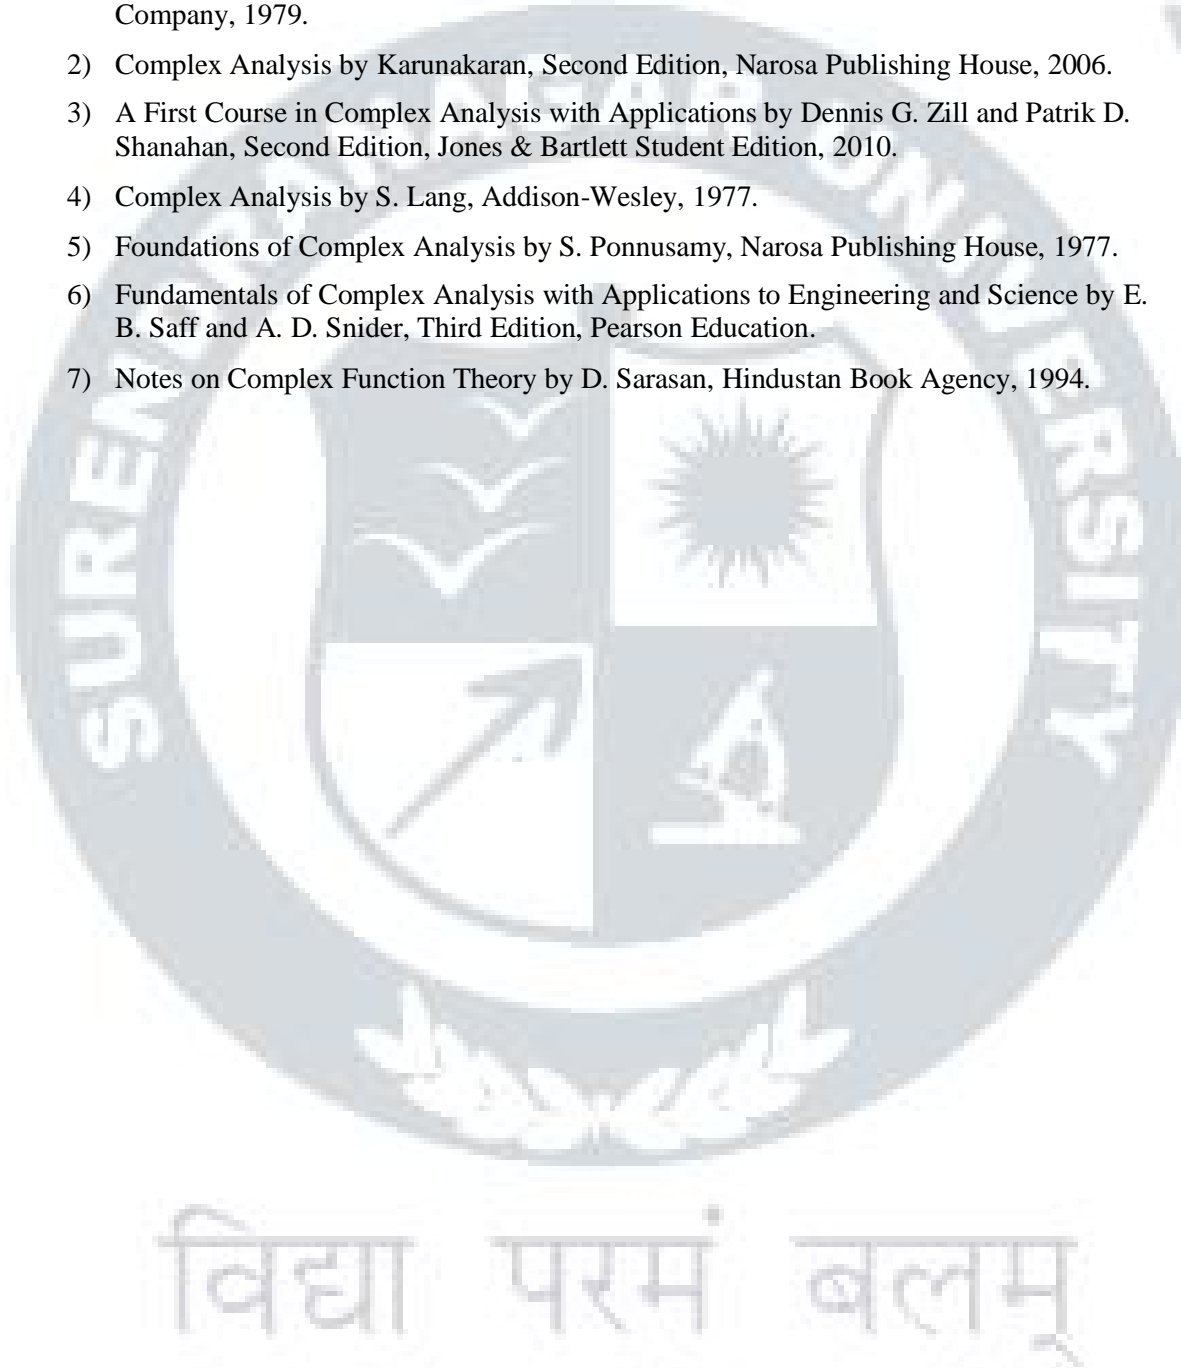 Company, 1979.
2) Complex Analysis by Karunakaran, Second Edition, Narosa Publishing House, 2006.
3) A First Course in Complex Analysis with Applications by Dennis G. Zill and Patrik D.
Shanahan, Second Edition, Jones & Bartlett Student Edition, 2010.
4) Complex Analysis by S. Lang, Addison-Wesley, 1977.
5) Foundations of Complex Analysis by S. Ponnusamy, Narosa Publishing House, 1977.
6) Fundamentals of Complex Analysis with Applications to Engineering and Science by E.
B. Saff and A. D. Snider, Third Edition, Pearson Education.
7) Notes on Complex Function Theory by D. Sarasan, Hindustan Book Agency, 1994.
SURENDRANAGAR UNIVERSITY
विद्या परमं बलम्